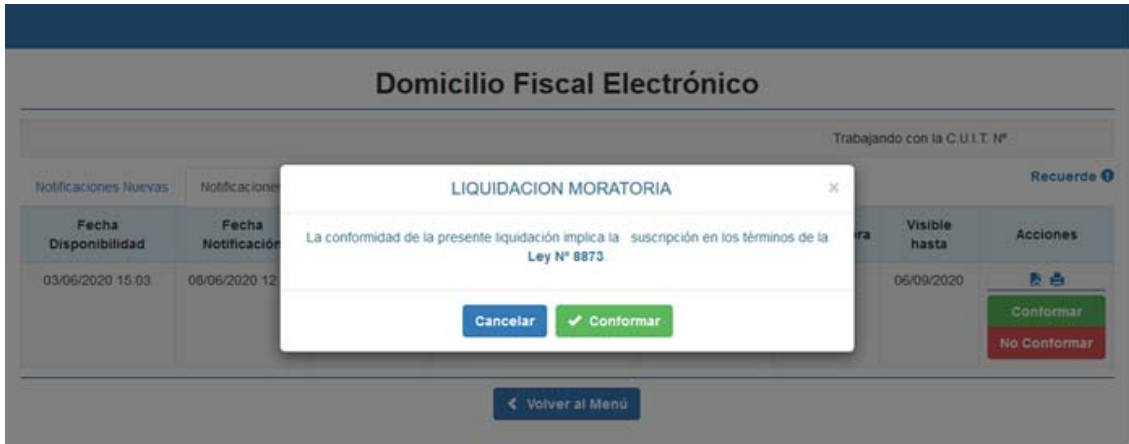 Domicilio Fiscal Electrónico
Trabajando con la C.U.I.T. Nº
Notificaciones Nuevas
Recuerde
LIQUIDACION MORATORIA ×
La conformidad de la presente liquidación implica la suscripción en los términos de la
Ley Nº 8873.
Cancelar
Conformar
Fecha
Disponibilidad
Fecha
Notificación
Visible
hasta
Acciones
03/06/2020 15:03
08/06/2020 12
06/09/2020
Conformar
No Conformar
Volver al Menú